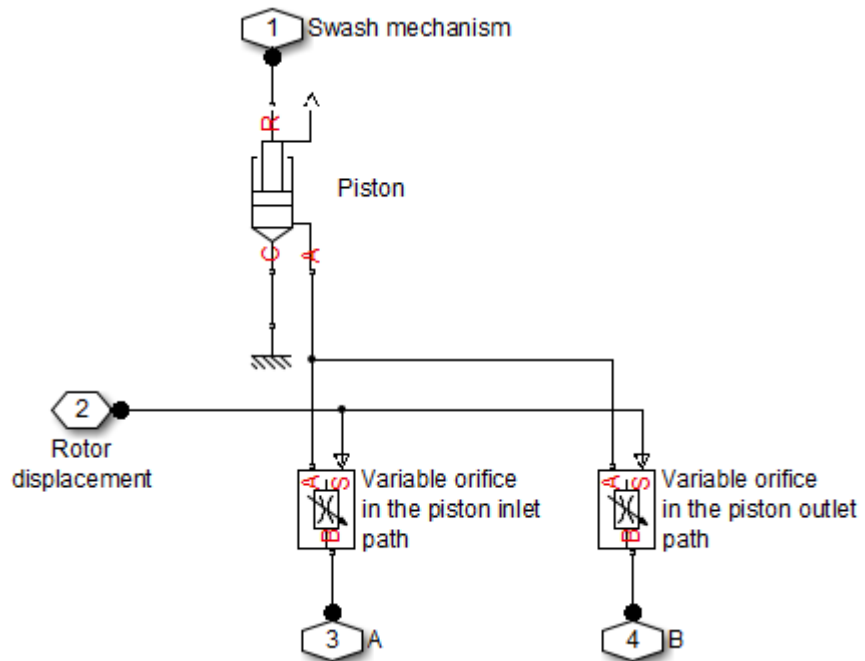 1
Swash mechanism
R
Piston
C
A
2
Rotor
displacement
A
S
B
Variable orifice
in the piston inlet
path
A
S
B
Variable orifice
in the piston outlet
path
3
A
4
B